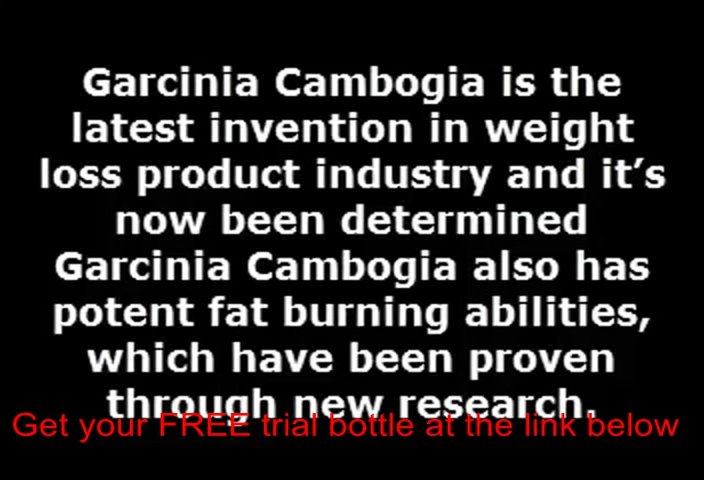 Garcinia Cambogia is the
latest invention in weight
loss product industry and it’s
now been determined
Garcinia Cambogia also has
potent fat burning abilities,
which have been proven
through new research.
Get your FREE trial bottle at the link below